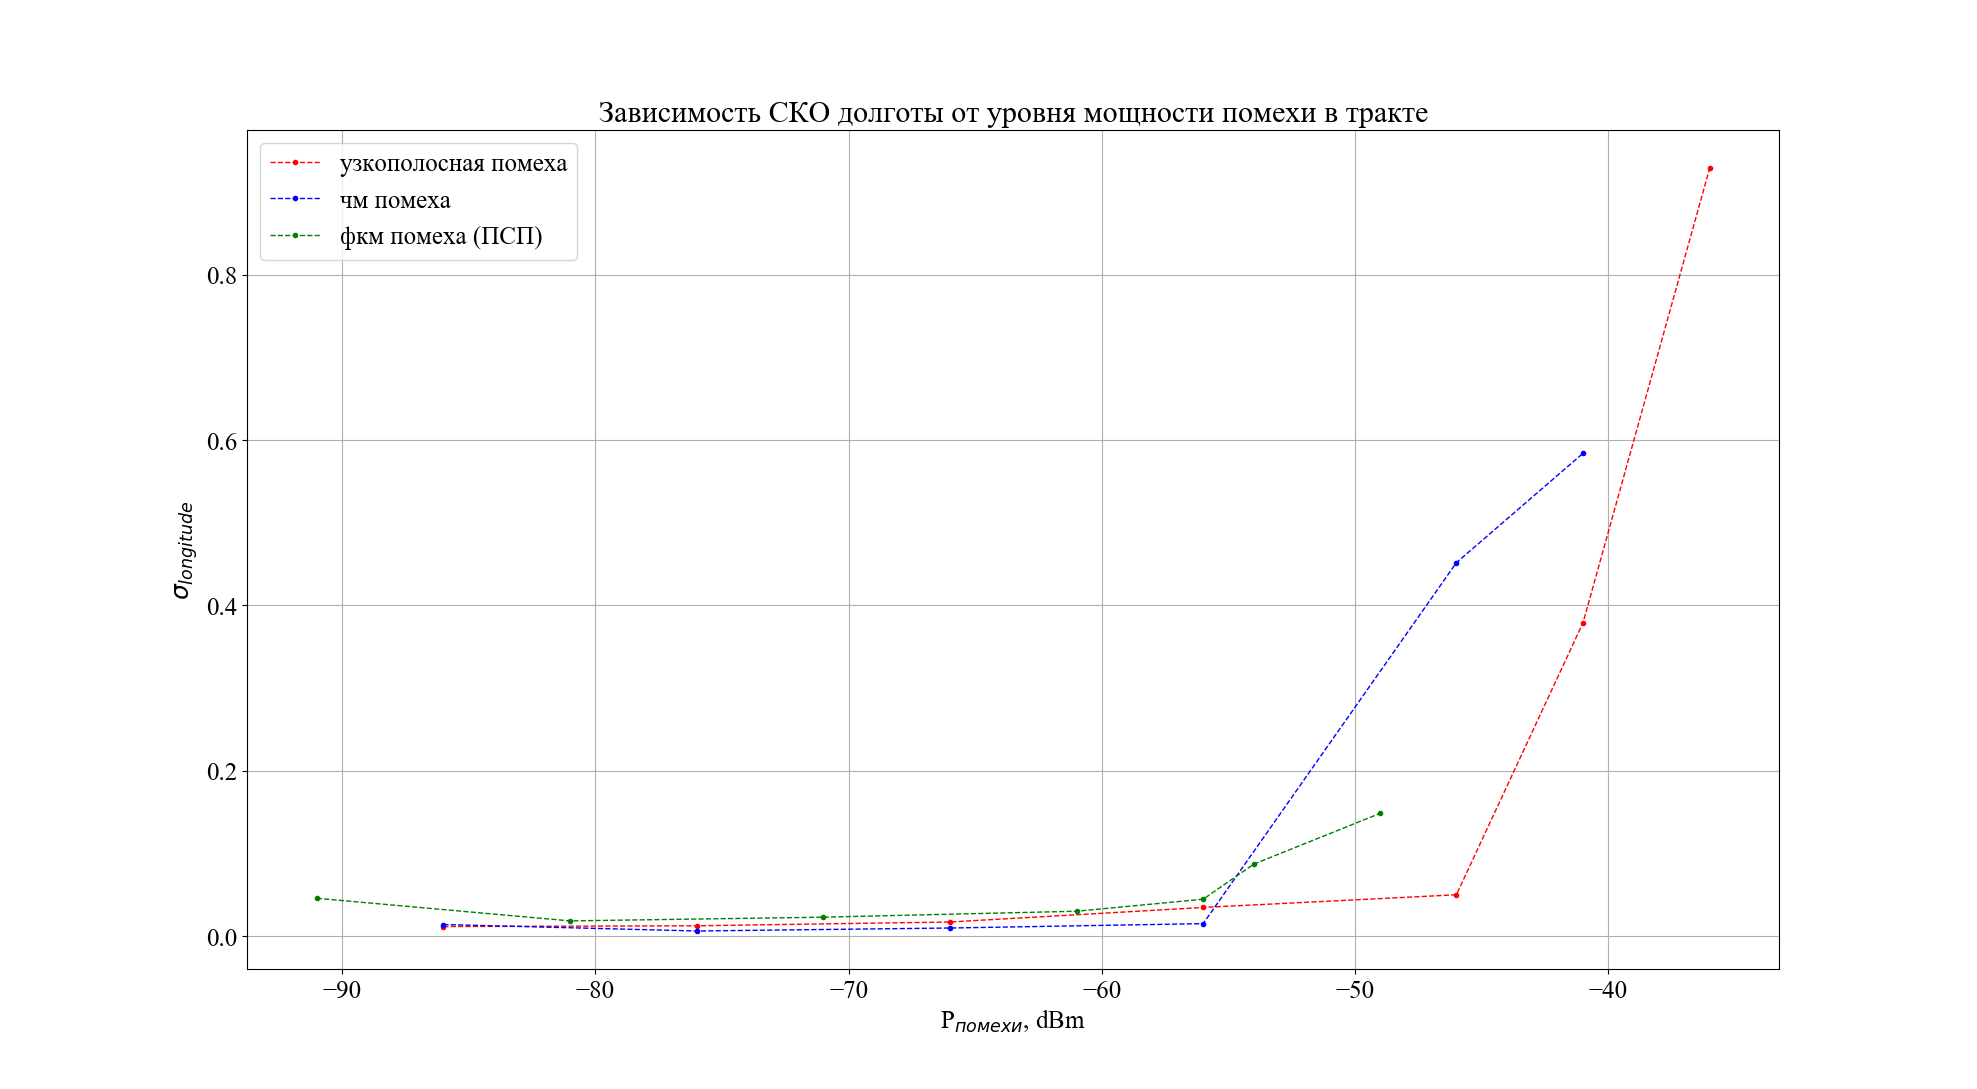 Зависимость СКО долготы от уровня мощности помехи в тракте
узкополосная помеха
чм помеха
фкм помеха (ПСП)
0.8
0.6
0.4
0.2
0.0
σlongitude
−90 −80 −70 −60 −50 −40
Pпомехи, dBm